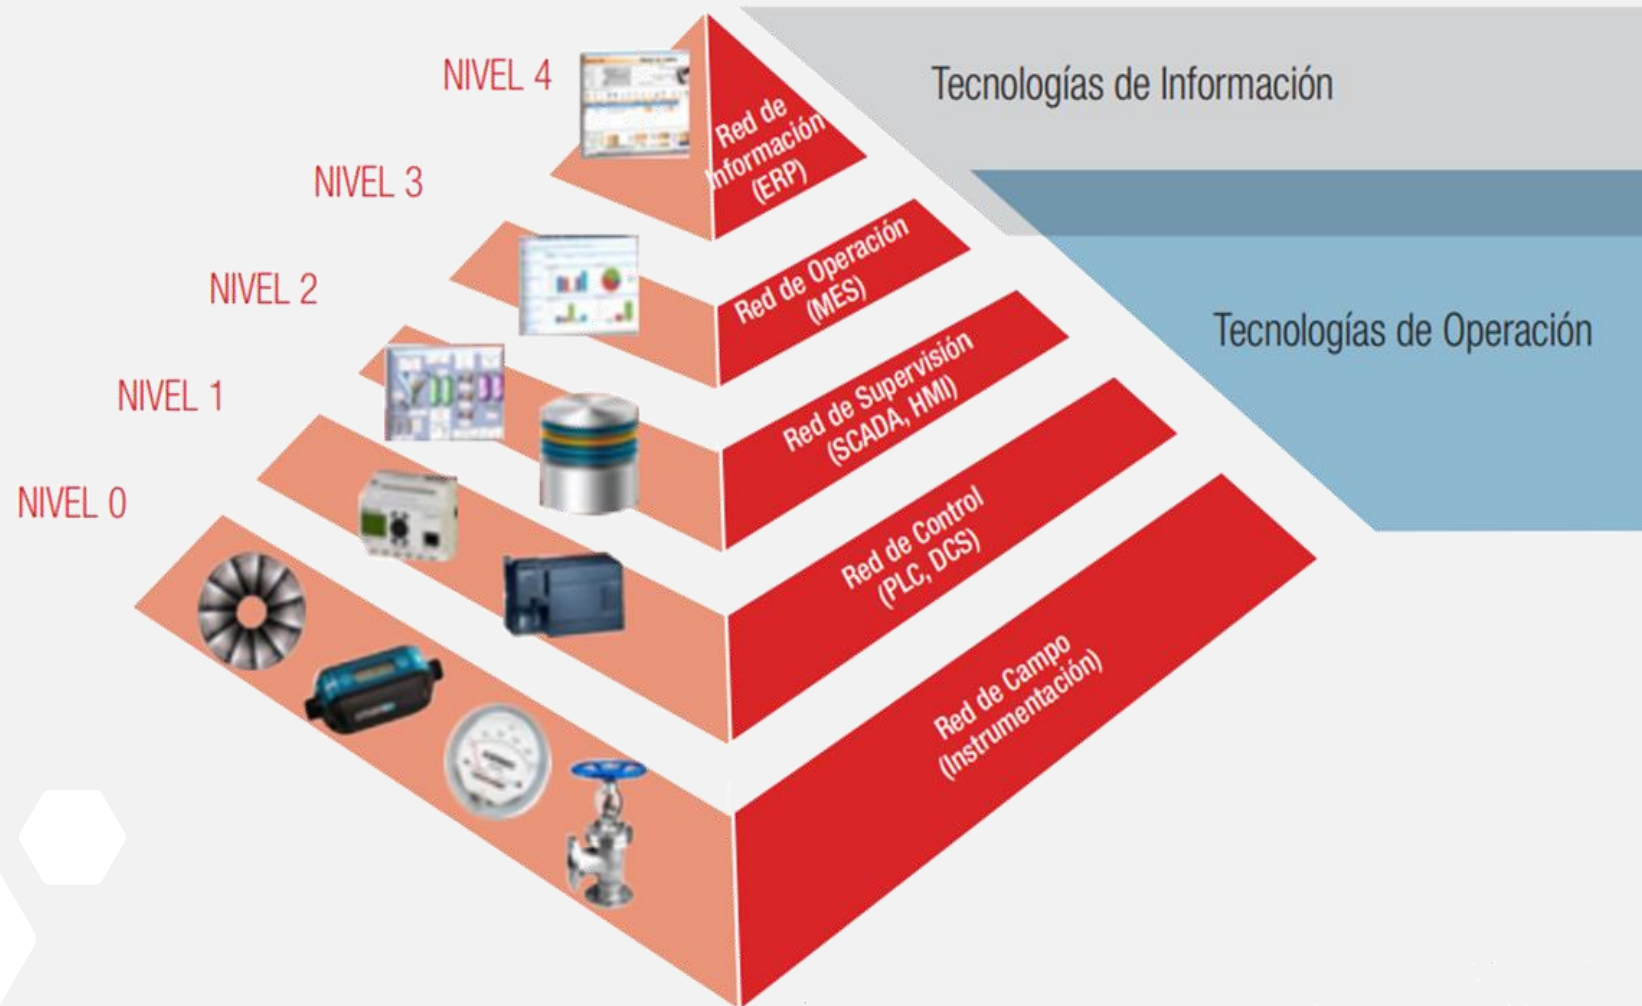 NIVEL 4
Red de
Información
(ERP)
Tecnologías de Información
NIVEL 3
Red de Operación
(MES)
NIVEL 2
Red de Supervisión
(SCADA, HMI)
Tecnologías de Operación
NIVEL 1
Red de Control
(PLC, DCS)
NIVEL 0
Red de Campo
(Instrumentación)